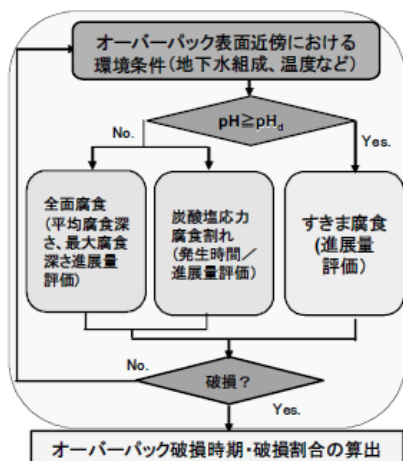 オーバーパック表面近傍における
環境条件(地下水組成、温度など)
pH≧pHd
No.
Yes.
全面腐食
(平均腐食深
さ、最大腐食
深さ進展量
評価)
炭酸塩応力
腐食割れ
(発生時間/
進展量評価)
すきま腐食
(進展量
評価)
No.
破損?
Yes.
オーバーパック破損時期・破損割合の算出